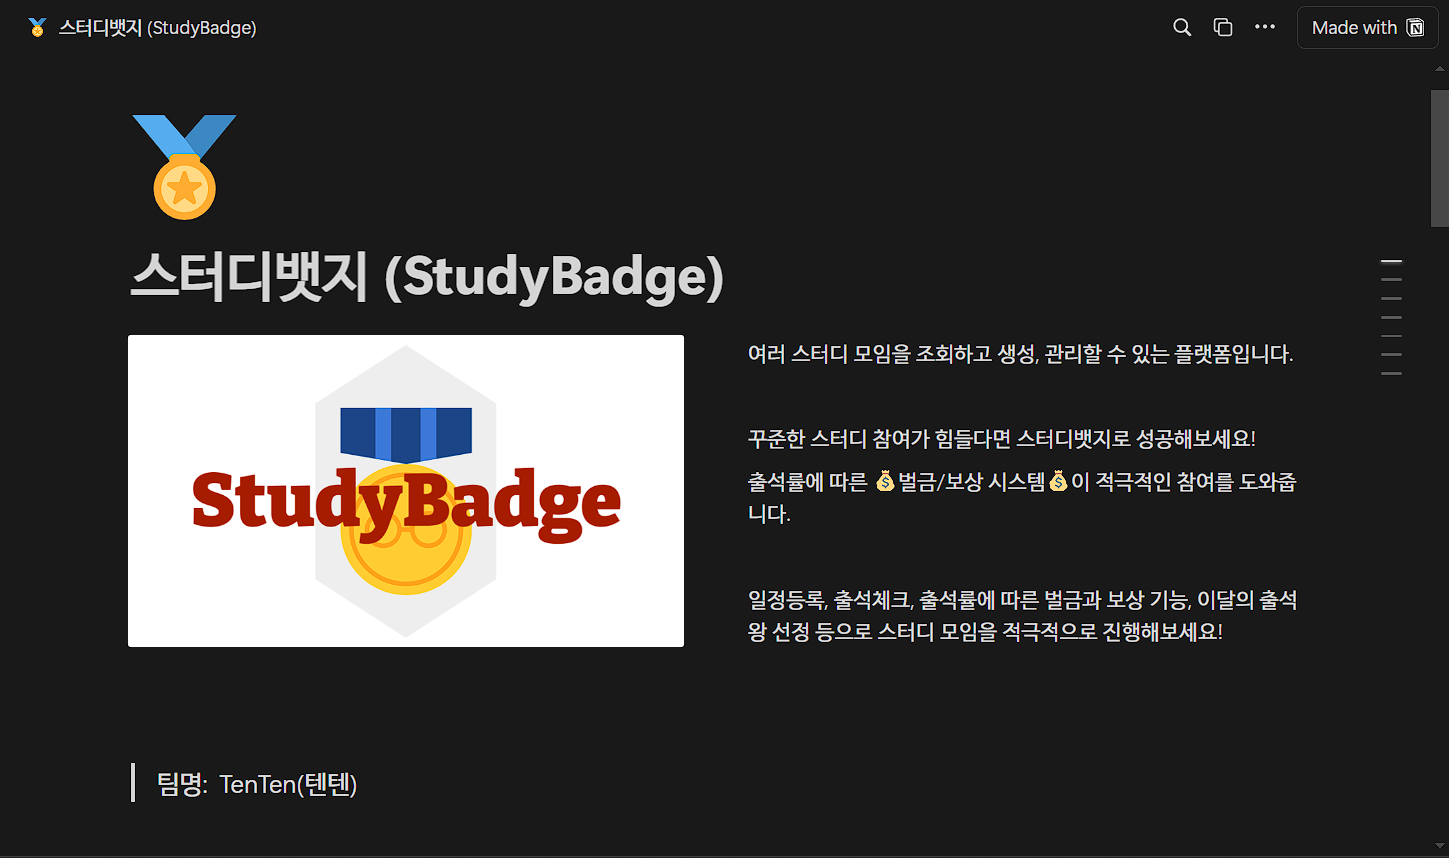 스터디뱃지 (StudyBadge)
Made with
스터디뱃지 (StudyBadge)
StudyBadge
여러 스터디 모임을 조회하고 생성, 관리할 수 있는 플랫폼입니다.
꾸준한 스터디 참여가 힘들다면 스터디뱃지로 성공해보세요!
출석률에 따른 💰벌금/보상 시스템💰이 적극적인 참여를 도와줍
니다.
일정등록, 출석체크, 출석률에 따른 벌금과 보상 기능, 이달의 출석
왕 선정 등으로 스터디 모임을 적극적으로 진행해보세요!
팀명: TenTen(텐텐)